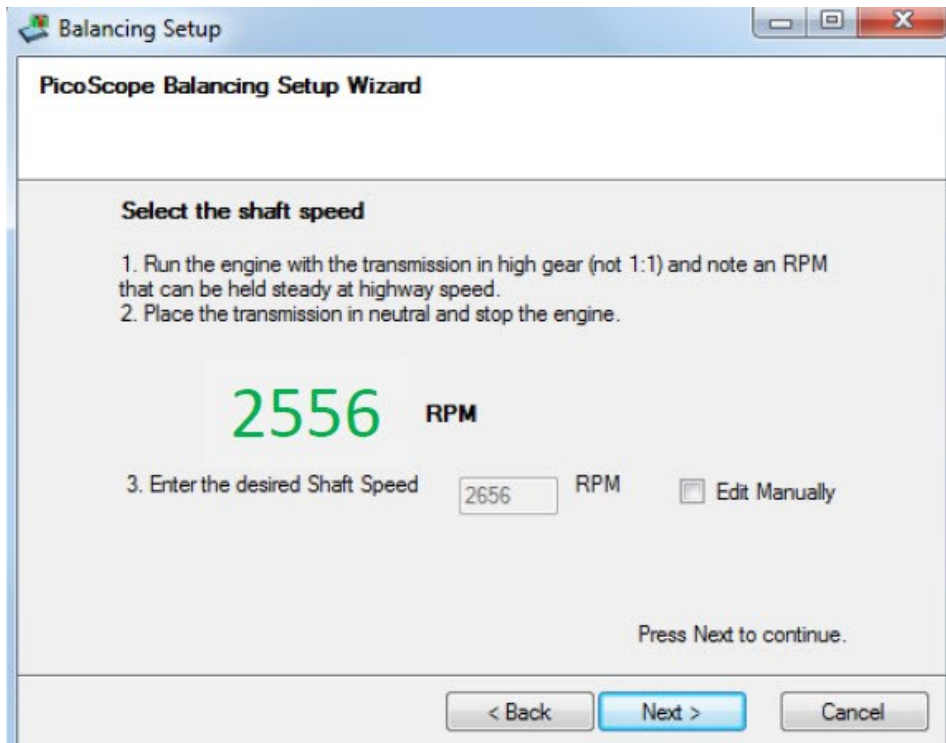 Balancing Setup
PicoScope Balancing Setup Wizard
Select the shaft speed
1. Run the engine with the transmission in high gear (not 1:1) and note an RPM
that can be held steady at highway speed.
2. Place the transmission in neutral and stop the engine.
2556 RPM
3. Enter the desired Shaft Speed 2656 RPM Edit Manually
Press Next to continue.
< Back Next > Cancel